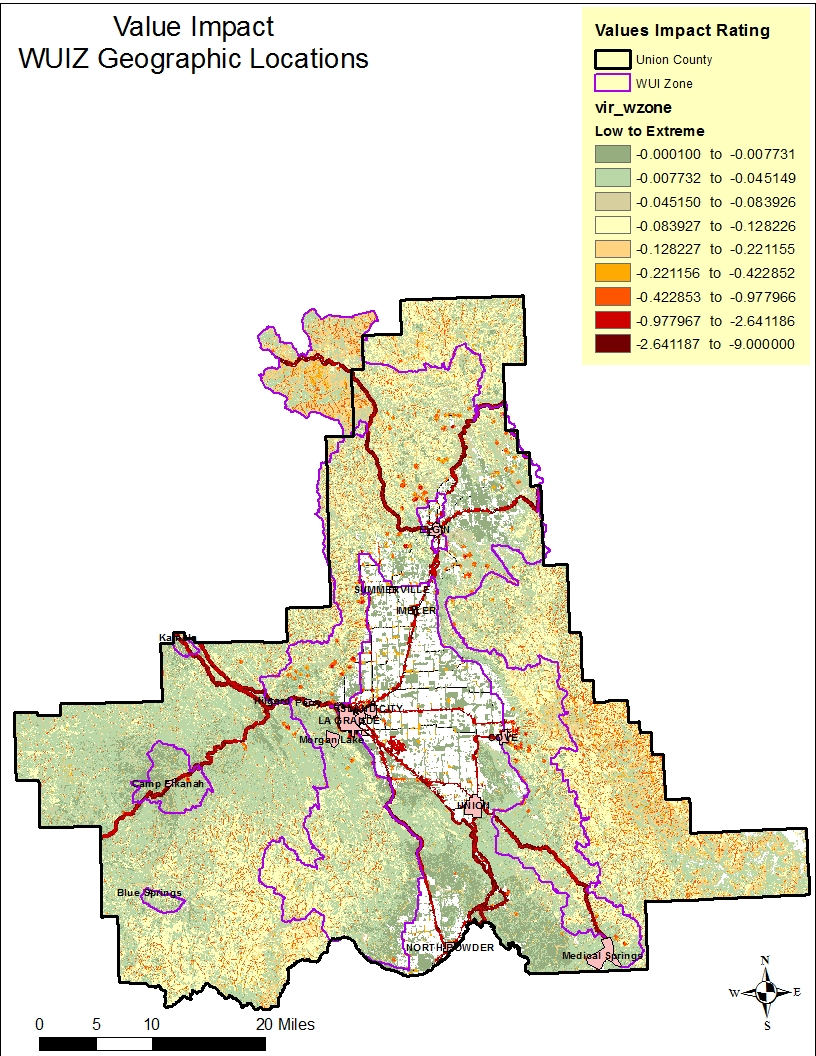 Value Impact
WUIZ Geographic Locations
Values Impact Rating
Union County
WUI Zone
vir_wzone
Low to Extreme
-0.000100 to -0.007731
-0.007732 to -0.045149
-0.045150 to -0.083926
-0.083927 to -0.128226
-0.128227 to -0.221155
-0.221156 to -0.422852
-0.422853 to -0.977966
-0.977967 to -2.641186
-2.641187 to -9.000000
ELGIN
SUMMERVILLE
IMBLER
Kamela
ISLAND CITY
LA GRANDE
Morgan Lake
COVE
Camp Elkanah
UNION
Blue Springs
NORTH POWDER
Medical Springs
N
W E
S
0 5 10 20 Miles